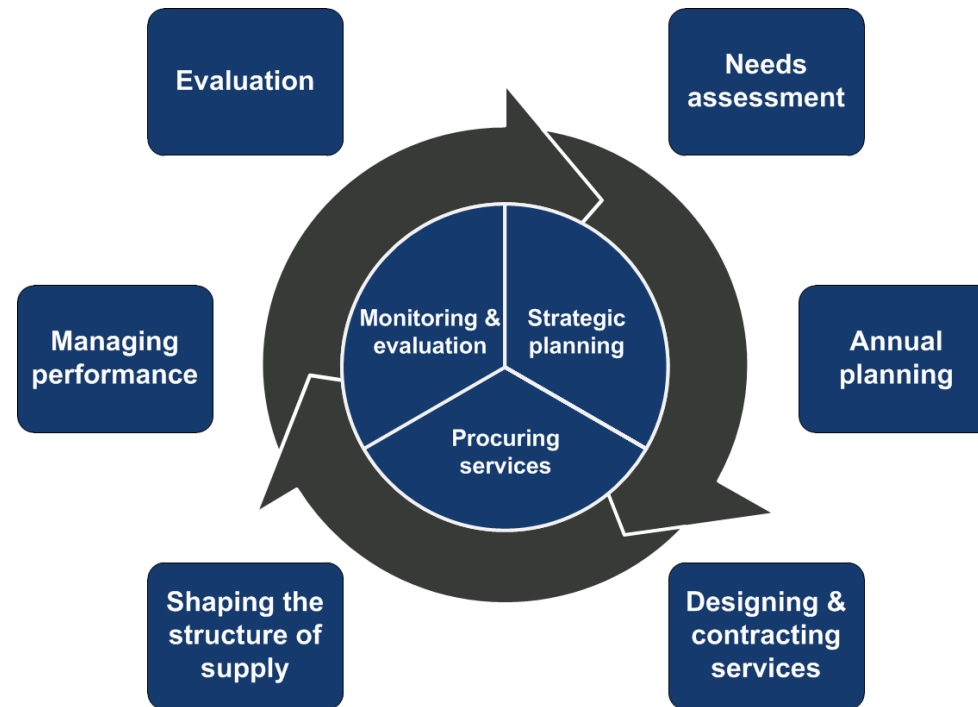 Evaluation
Needs
assessment
Monitoring &
evaluation
Strategic
planning
Procuring
services
Managing
performance
Annual
planning
Shaping the
structure of
supply
Designing &
contracting
services